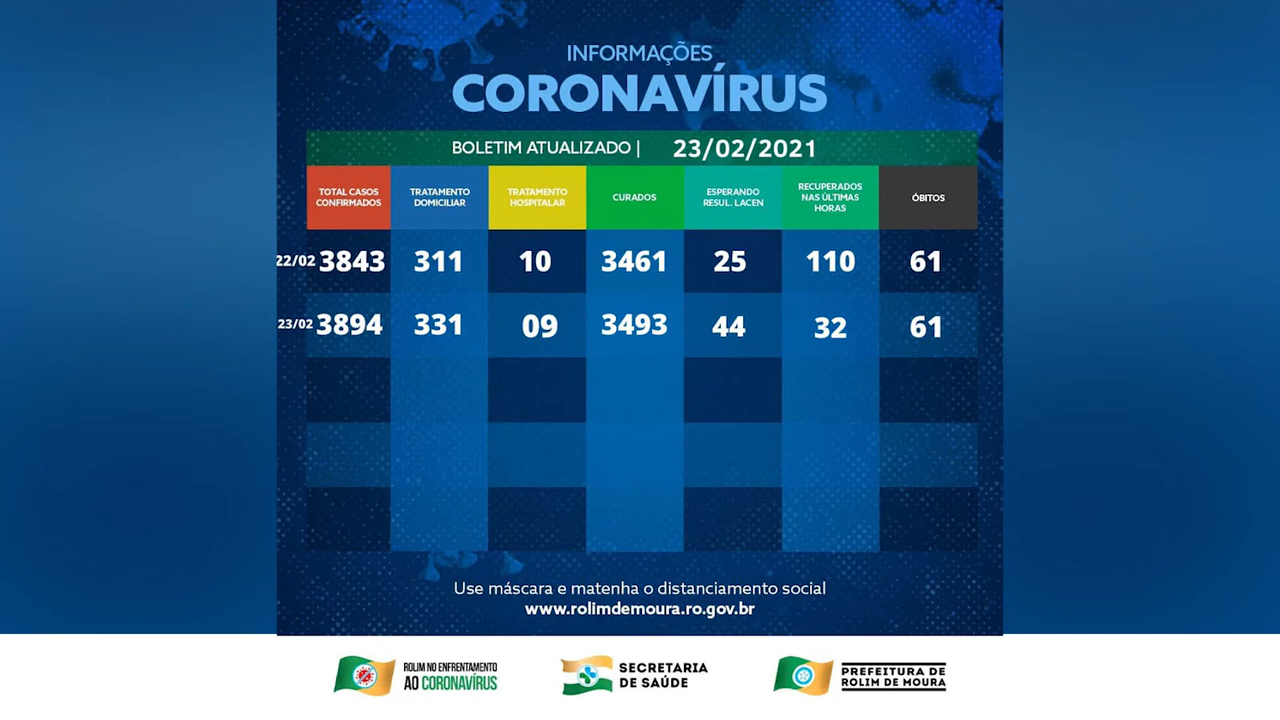 INFORMAÇÕES
CORONAVÍRUS
BOLETIM ATUALIZADO | 23/02/2021
TOTAL CASOS CONFIRMADOS
TRATAMENTO DOMICILIAR
TRATAMENTO HOSPITALAR
CURADOS
ESPERANDO RESUL. LACEN
RECUPERADOS NAS ÚLTIMAS HORAS
ÓBITOS
22/02 3843 311 10 3461 25 110 61
23/02 3894 331 09 3493 44 32 61
Use máscara e matenha o distanciamento social
www.rolimdemoura.ro.gov.br
ROLIM NO ENFRENTAMENTO
AO CORONAVÍRUS
SECRETARIA
DE SAÚDE
PREFEITURA DE
ROLIM DE MOURA